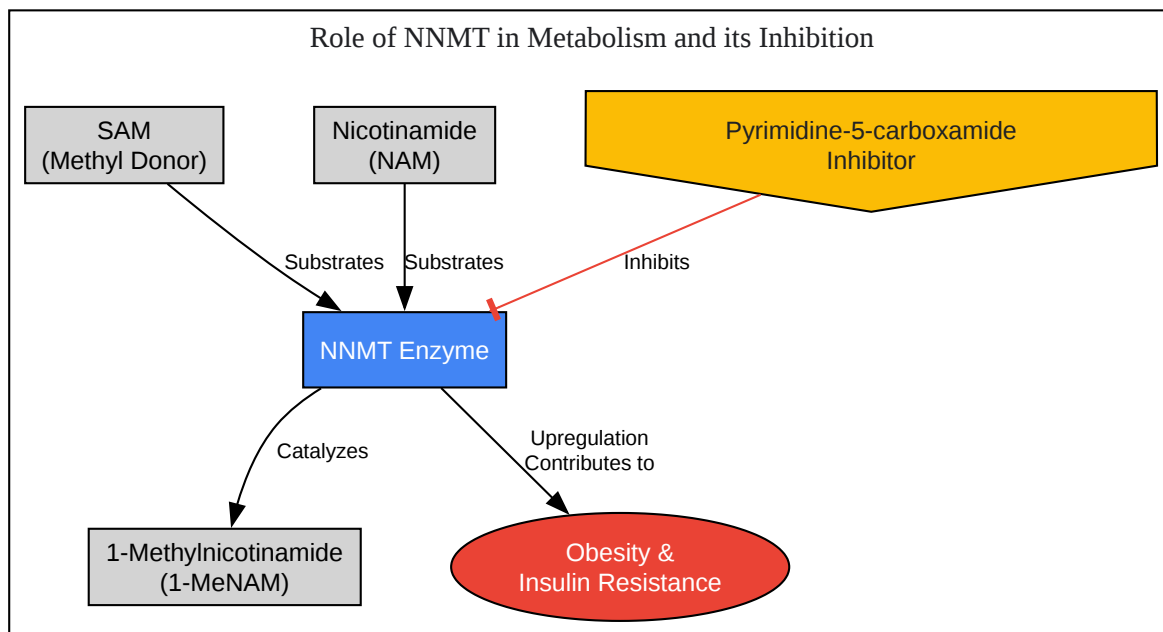 Role of NNMT in Metabolism and its Inhibition
SAM
(Methyl Donor)
Nicotinamide
(NAM)
Pyrimidine-5-carboxamide
Inhibitor
Substrates
Substrates
Inhibits
NNMT Enzyme
Catalyzes
Upregulation
Contributes to
1-Methylnicotinamide
(1-MeNAM)
Obesity &
Insulin Resistance